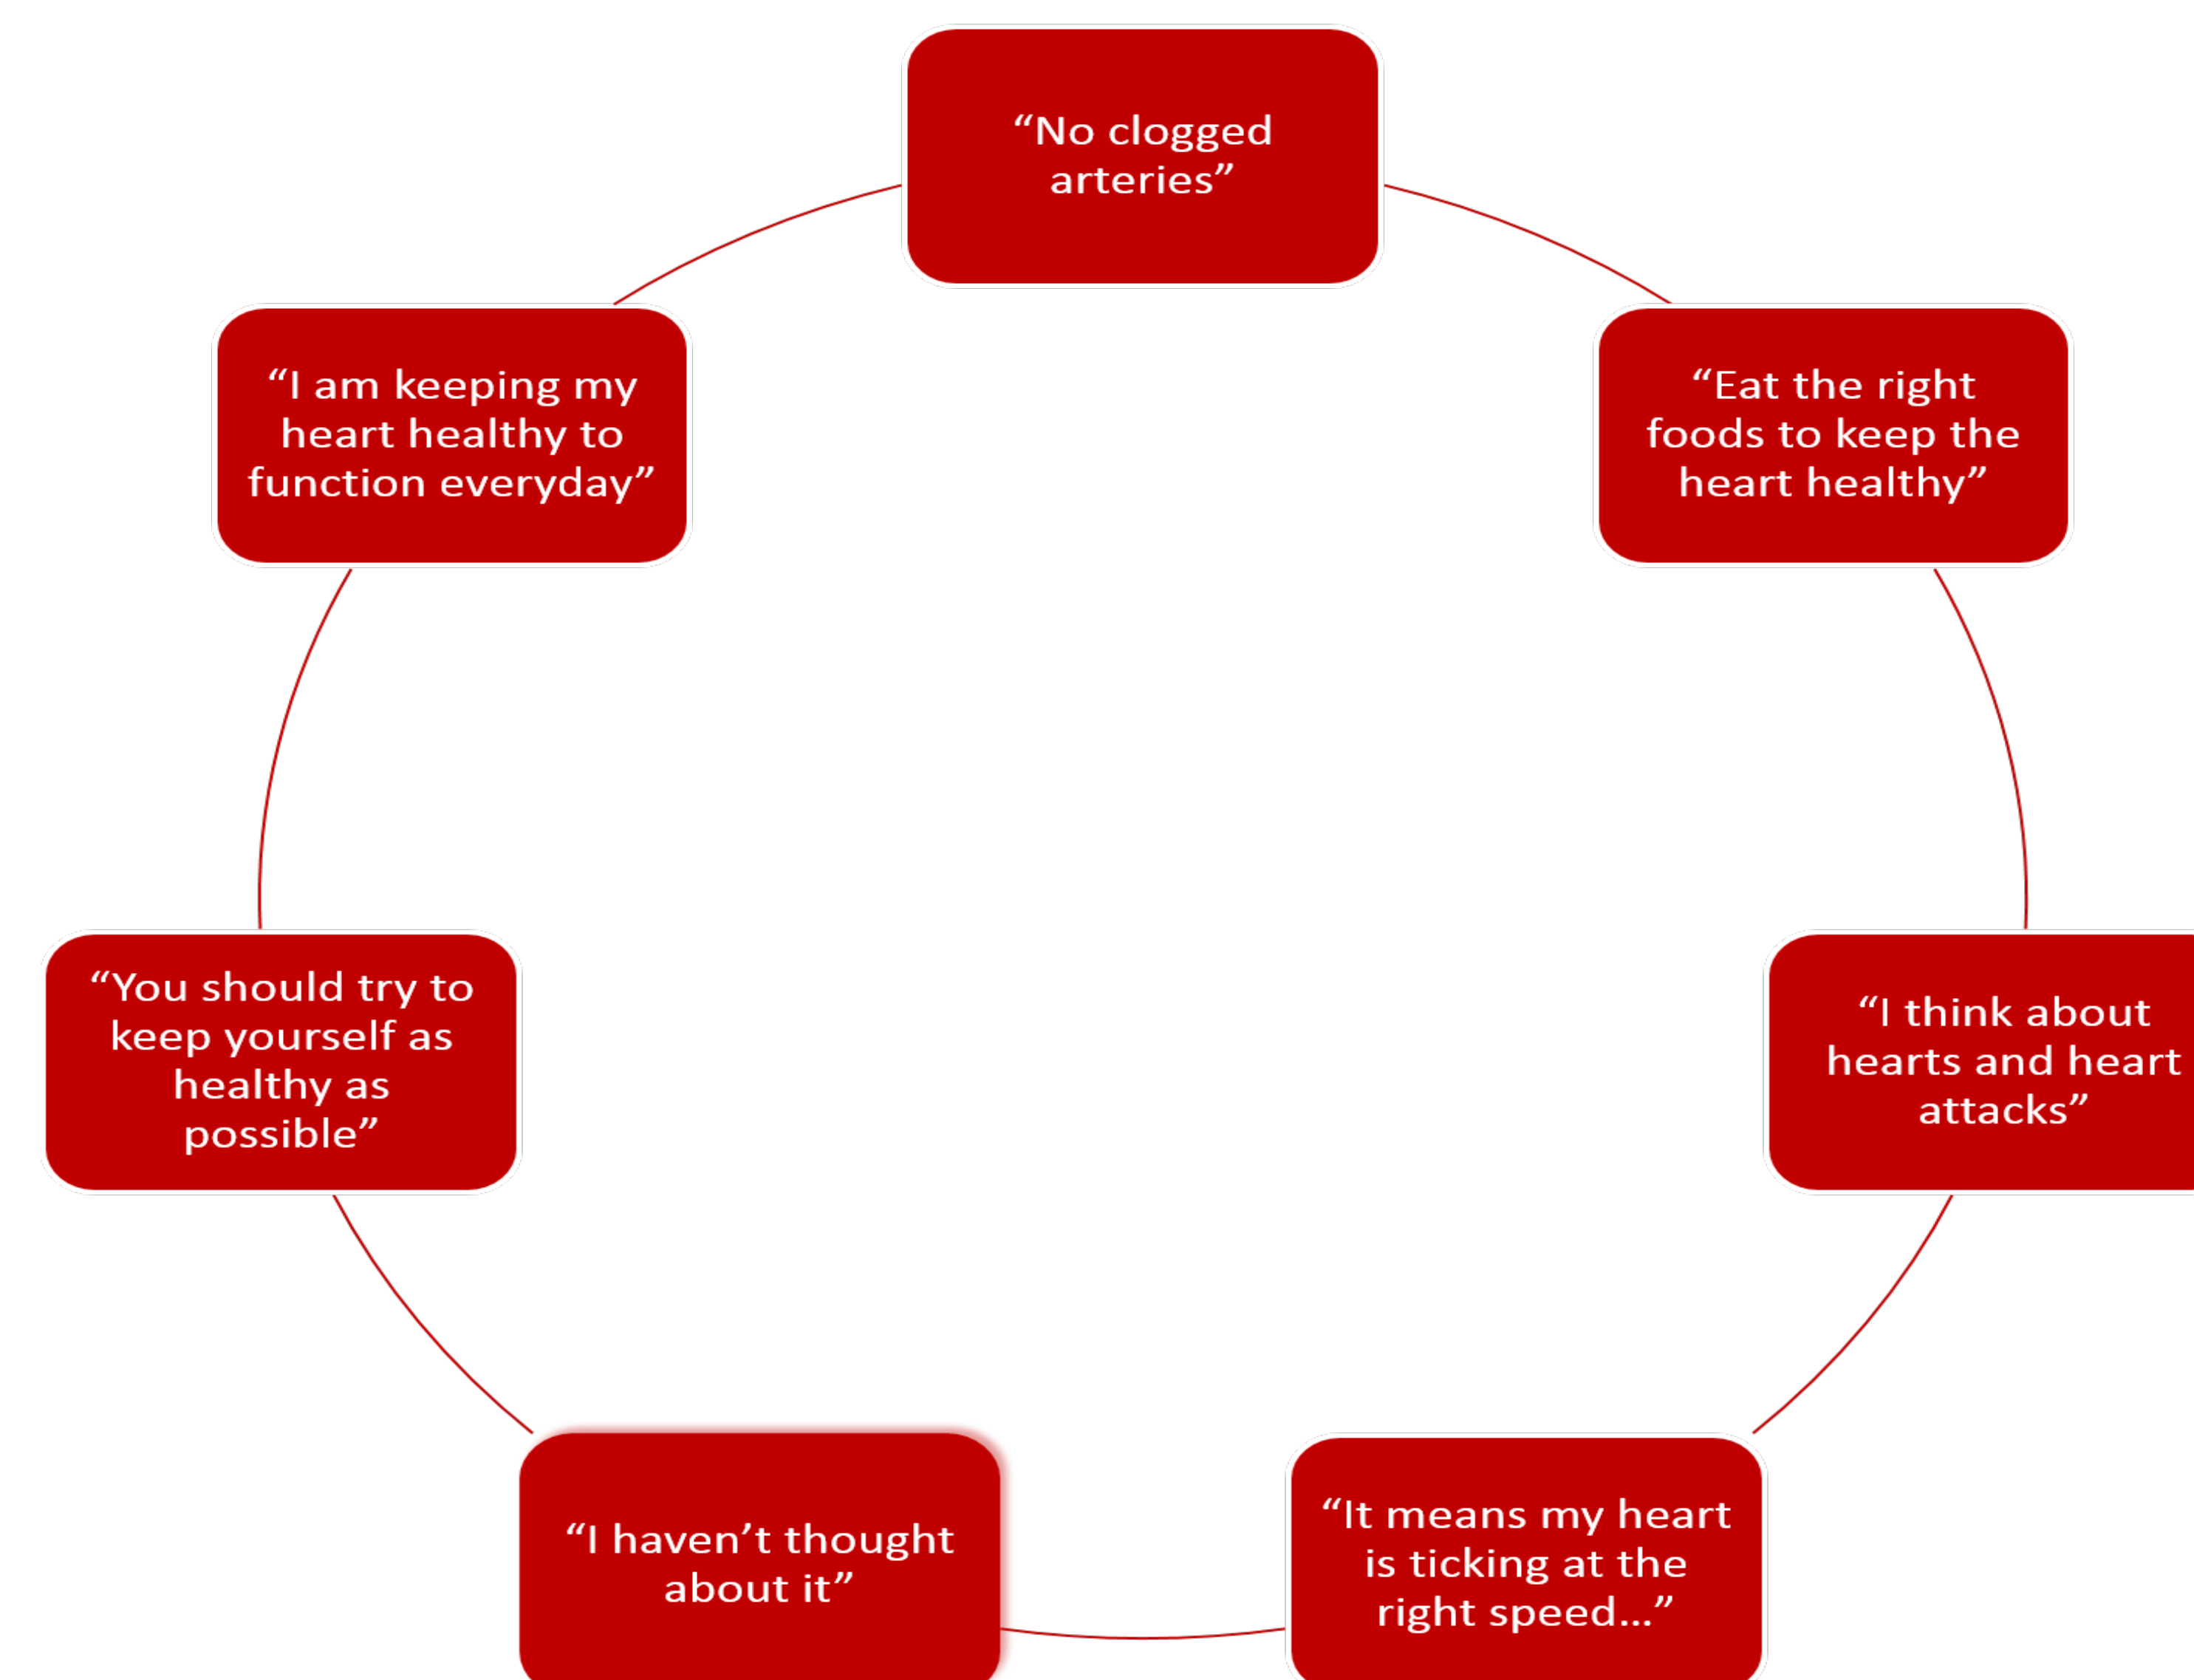 “No clogged
arteries”
“Eat the right
foods to keep the
heart healthy”
“I think about
hearts and heart
attacks”
“It means my heart
is ticking at the
right speed…”
“I haven’t thought
about it”
“You should try to
keep yourself as
healthy as
possible”
“I am keeping my
heart healthy to
function everyday”